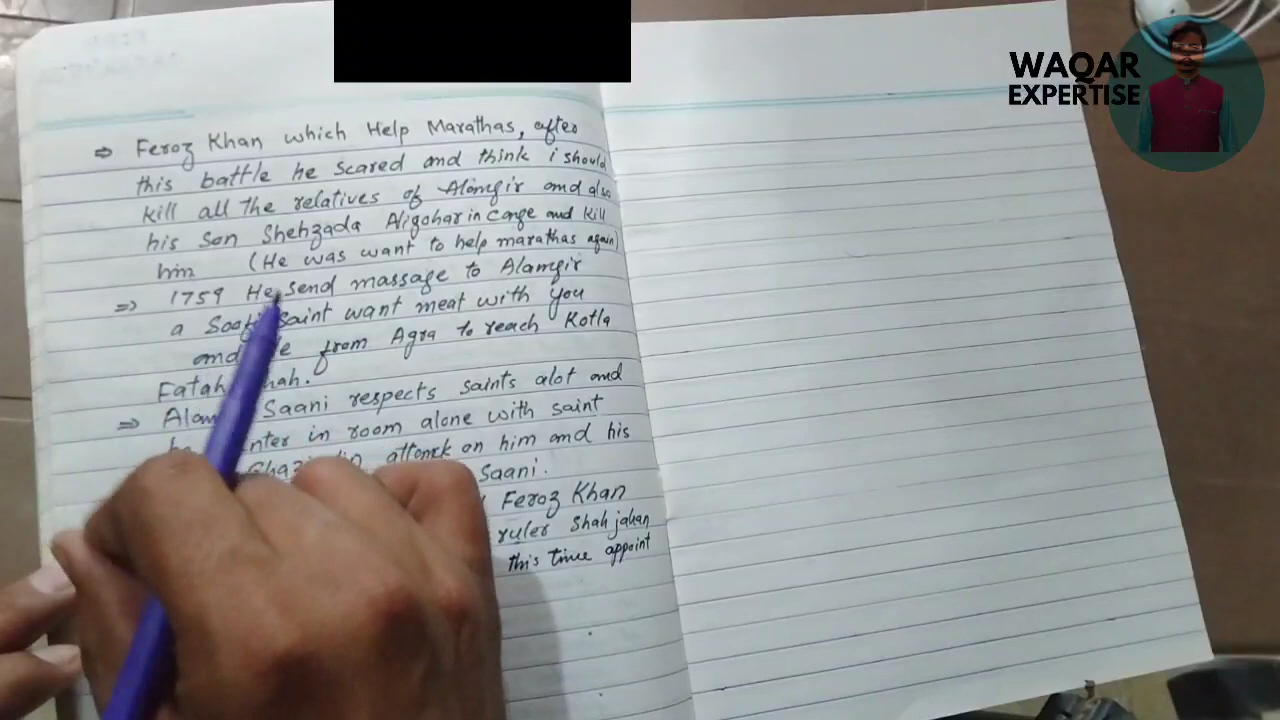 WAQAR
EXPERTISE
⇒ Feroz Khan which Help Marathas, after
this battle he scared and think i should
kill all the relatives of Alamgir and also
his son Shehzada Aligohar in cage and kill
him (He was want to help marathas again)
⇒ 1759 He send massage to Alamgir
a saint want meat with you
and from Agra to reach Kotla
Fatah
⇒ Saani respects saints alot and
in room alone with saint
attack on him and his
Saani.
Feroz Khan
ruler Shah jahan
this time appoint